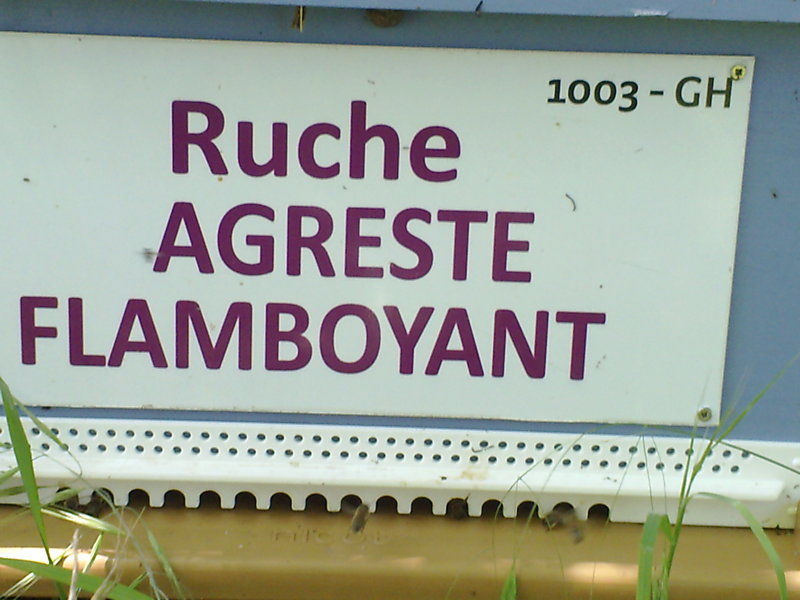 1003 - GH
Ruche
AGRESTE
FLAMBOYANT